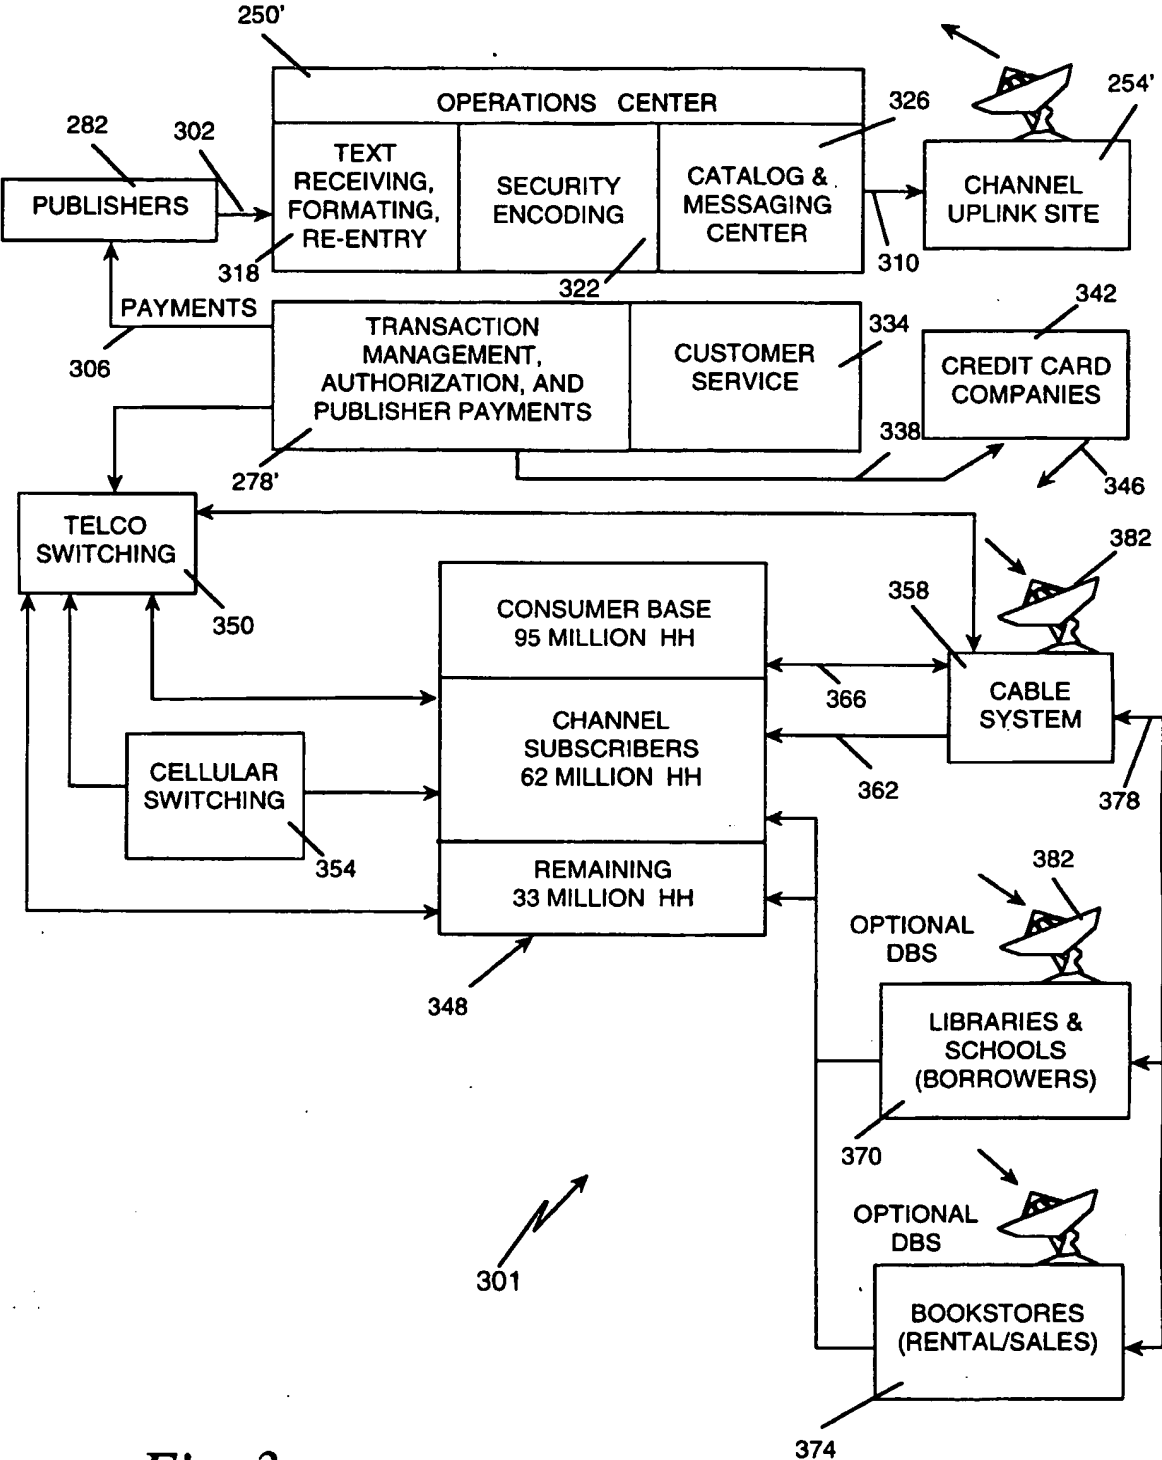 250'
OPERATIONS CENTER
326
254'
282
302
TEXT
RECEIVING,
FORMATING,
RE-ENTRY
SECURITY
ENCODING
CATALOG &
MESSAGING
CENTER
CHANNEL
UPLINK SITE
PUBLISHERS
318
322
310
PAYMENTS
306
TRANSACTION
MANAGEMENT,
AUTHORIZATION, AND
PUBLISHER PAYMENTS
CUSTOMER
SERVICE
334
342
CREDIT CARD
COMPANIES
278'
338
346
TELCO
SWITCHING
350
382
358
CONSUMER BASE
95 MILLION HH
366
CABLE
SYSTEM
CHANNEL
SUBSCRIBERS
62 MILLION HH
362
378
CELLULAR
SWITCHING
354
REMAINING
33 MILLION HH
348
382
OPTIONAL
DBS
LIBRARIES &
SCHOOLS
(BORROWERS)
370
301
OPTIONAL
DBS
BOOKSTORES
(RENTAL/SALES)
374